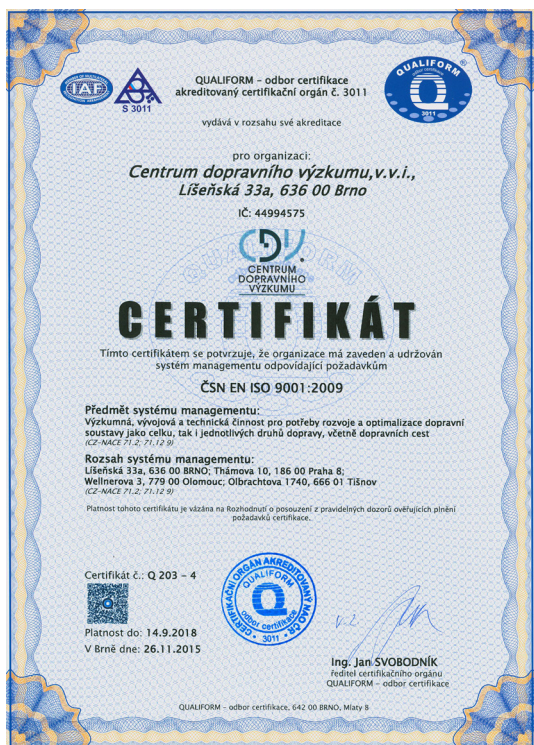 IAF
S 3011
QUALIFORM – odbor certifikace
akreditovaný certifikační orgán č. 3011
QUALIFORM
odbor certifikace
Q
3011
vydává v rozsahu své akreditace
pro organizaci:
Centrum dopravního výzkumu,v.v.i.,
Líšeňská 33a, 636 00 Brno
IČ: 44994575
QUALIFORM
CDV.
CENTRUM
DOPRAVNÍHO
VÝZKUMU
CERTIFIKÁT
Tímto certifikátem se potvrzuje, že organizace má zaveden a udržován
systém managementu odpovídající požadavkům
ČSN EN ISO 9001:2009
Předmět systému managementu:
Výzkumná, vývojová a technická činnost pro potřeby rozvoje a optimalizace dopravní
soustavy jako celku, tak i jednotlivých druhů dopravy, včetně dopravních cest
(CZ-NACE 71.2; 71.12 9)
Rozsah systému managementu:
Líšeňská 33a, 636 00 BRNO; Thámova 10, 186 00 Praha 8;
Wellnerova 3, 779 00 Olomouc; Olbrachtova 1740, 666 01 Tišnov
(CZ-NACE 71.2; 71.12 9)
Platnost tohoto certifikátu je vázána na Rozhodnutí o posouzení z pravidelných dozorů ověřujících plnění
požadavků certifikace.
Certifikát č.: Q 203 – 4
CERTIFIKAČNÍ ORGÁN AKREDITOVANÝ NAO ČR
QUALIFORM
Q
odbor certifikace
3011
Platnost do: 14.9.2018
V Brně dne: 26.11.2015
v.z.
Ing. Jan SVOBODNÍK
ředitel certifikačního orgánu
QUALIFORM – odbor certifikace
QUALIFORM – odbor certifikace, 642 00 BRNO, Mlaty 8